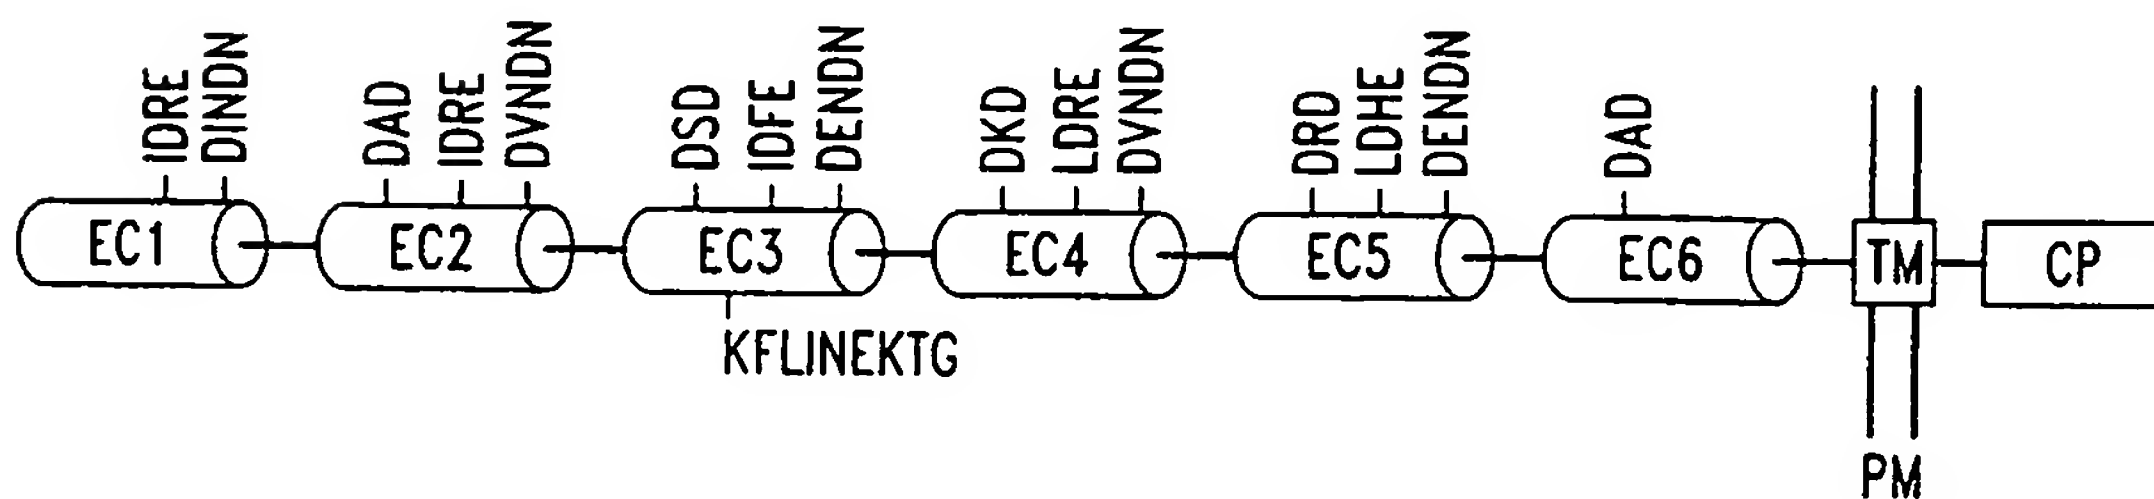 IDRE
DINDN
DAD
IDRE
DVNDN
DSD
IDFE
DENDN
DKD
LDRE
DVNDN
DRD
LDHE
DENDN
DAD
EC1
EC2
EC3
EC4
EC5
EC6
TM
CP
KFLINEKTG
PM